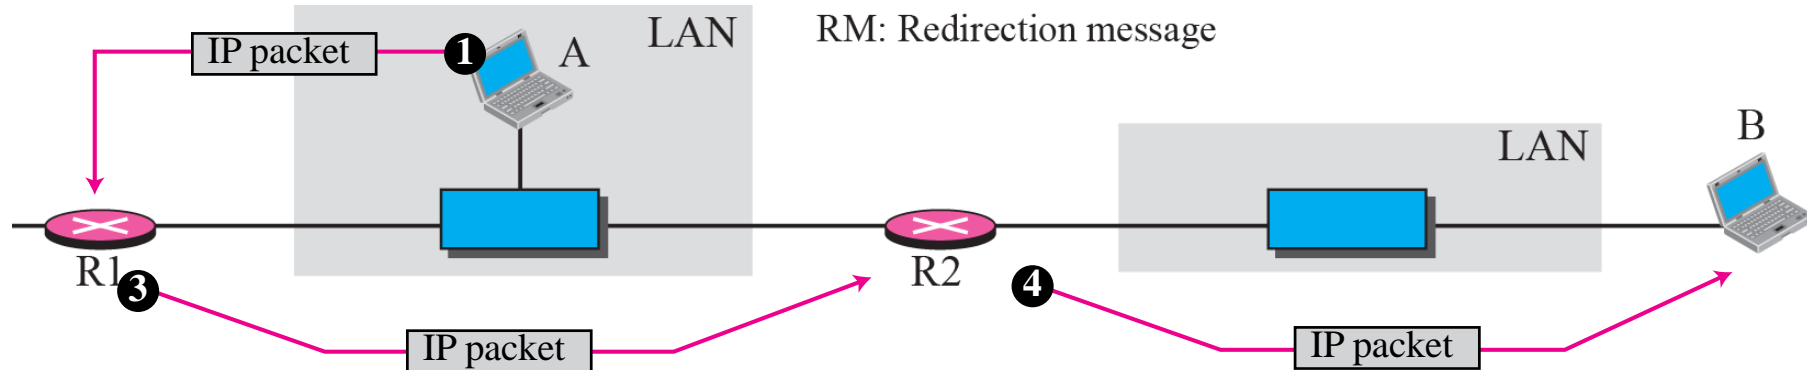 LAN
RM: Redirection message
IP packet
1
A
LAN
B
R1
R2
3
4
IP packet
IP packet